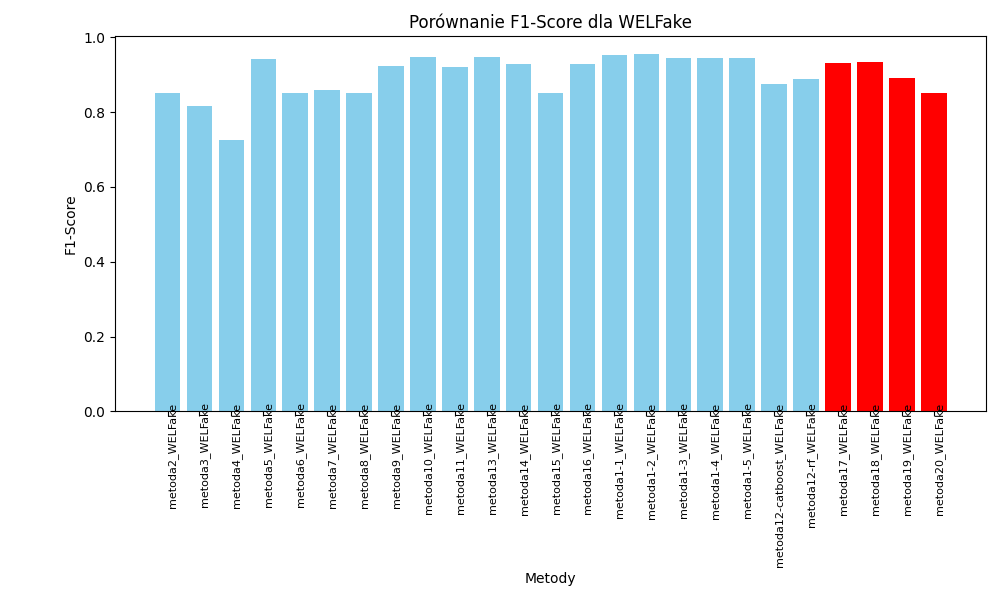 Porównanie F1-Score dla WELFake
1.0
0.8
0.6
0.4
0.2
0.0
F1-Score
metoda2_WELFake
metoda3_WELFake
metoda4_WELFake
metoda5_WELFake
metoda6_WELFake
metoda7_WELFake
metoda8_WELFake
metoda9_WELFake
metoda10_WELFake
metoda11_WELFake
metoda13_WELFake
metoda14_WELFake
metoda15_WELFake
metoda16_WELFake
metoda1-1_WELFake
metoda1-2_WELFake
metoda1-3_WELFake
metoda1-4_WELFake
metoda1-5_WELFake
metoda12-catboost_WELFake
metoda12-rf_WELFake
metoda17_WELFake
metoda18_WELFake
metoda19_WELFake
metoda20_WELFake
Metody